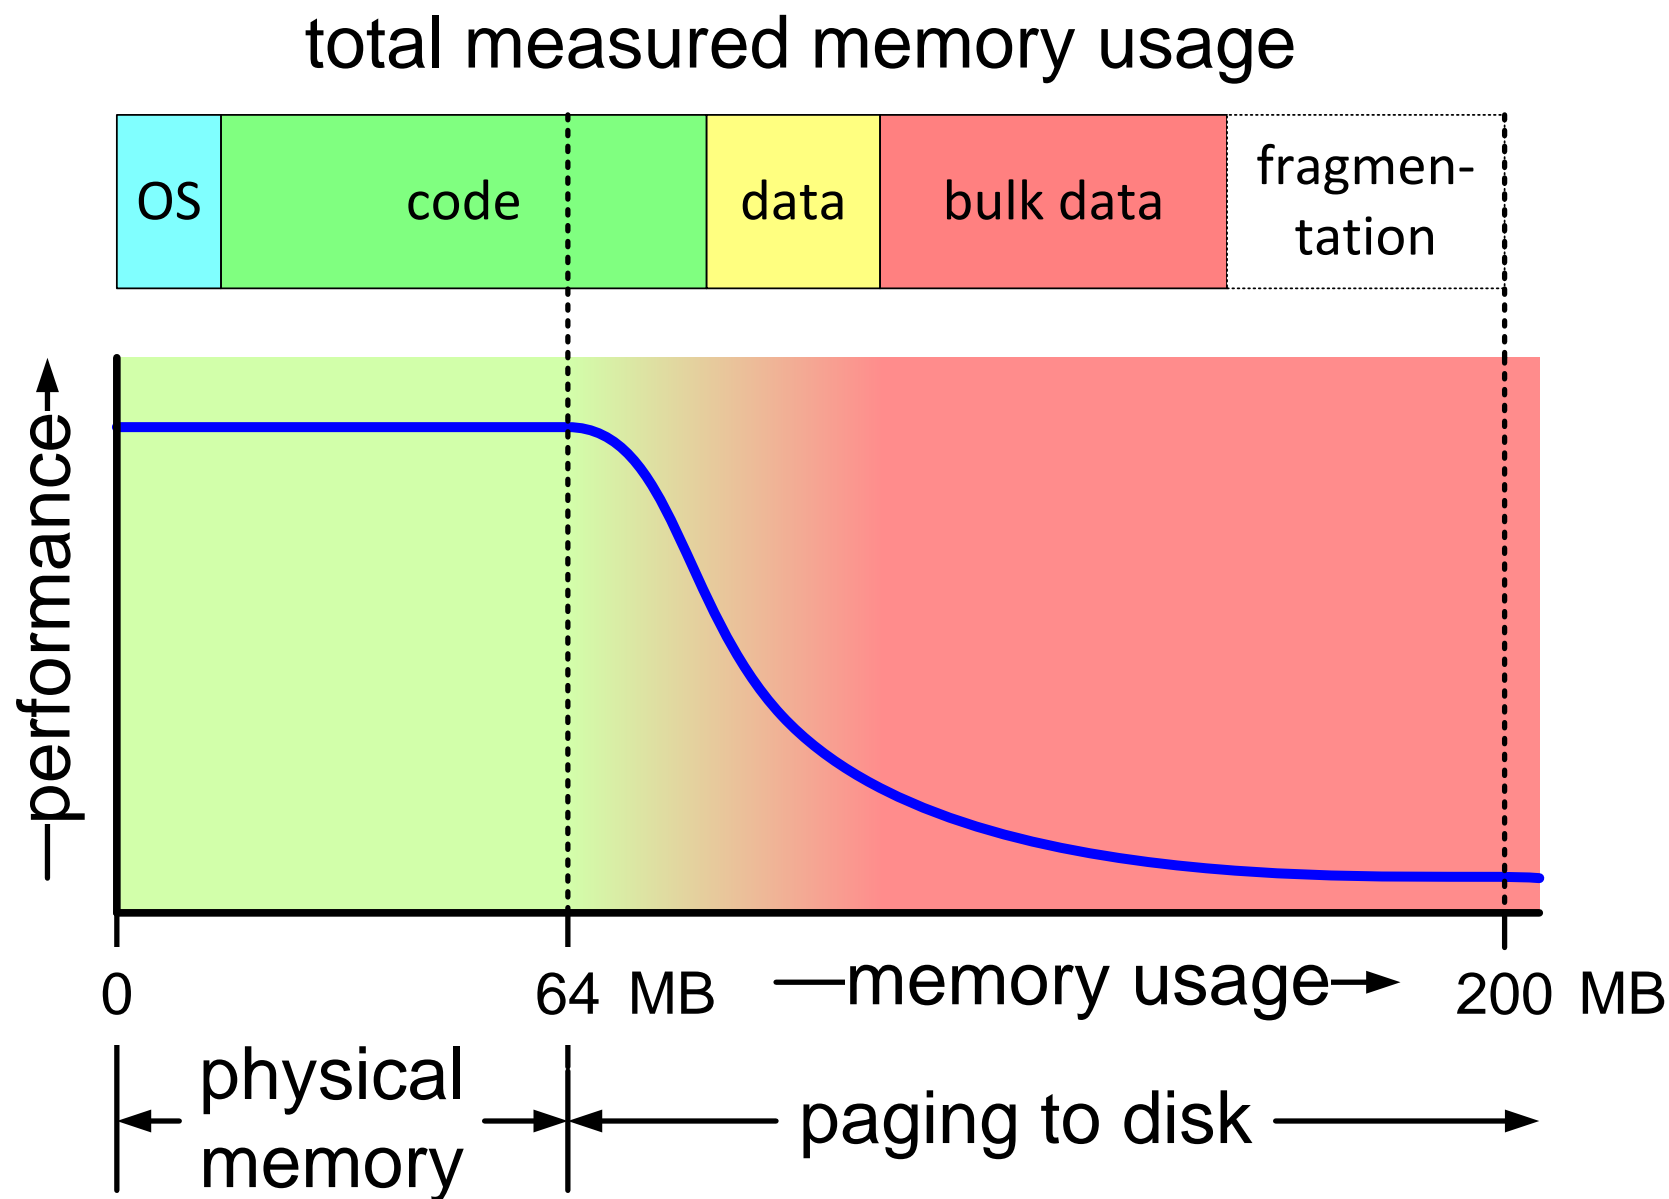 total measured memory usage
OS
code
data
bulk data
fragmen-
tation
performance
0
64 MB
memory usage
200 MB
physical
memory
paging to disk